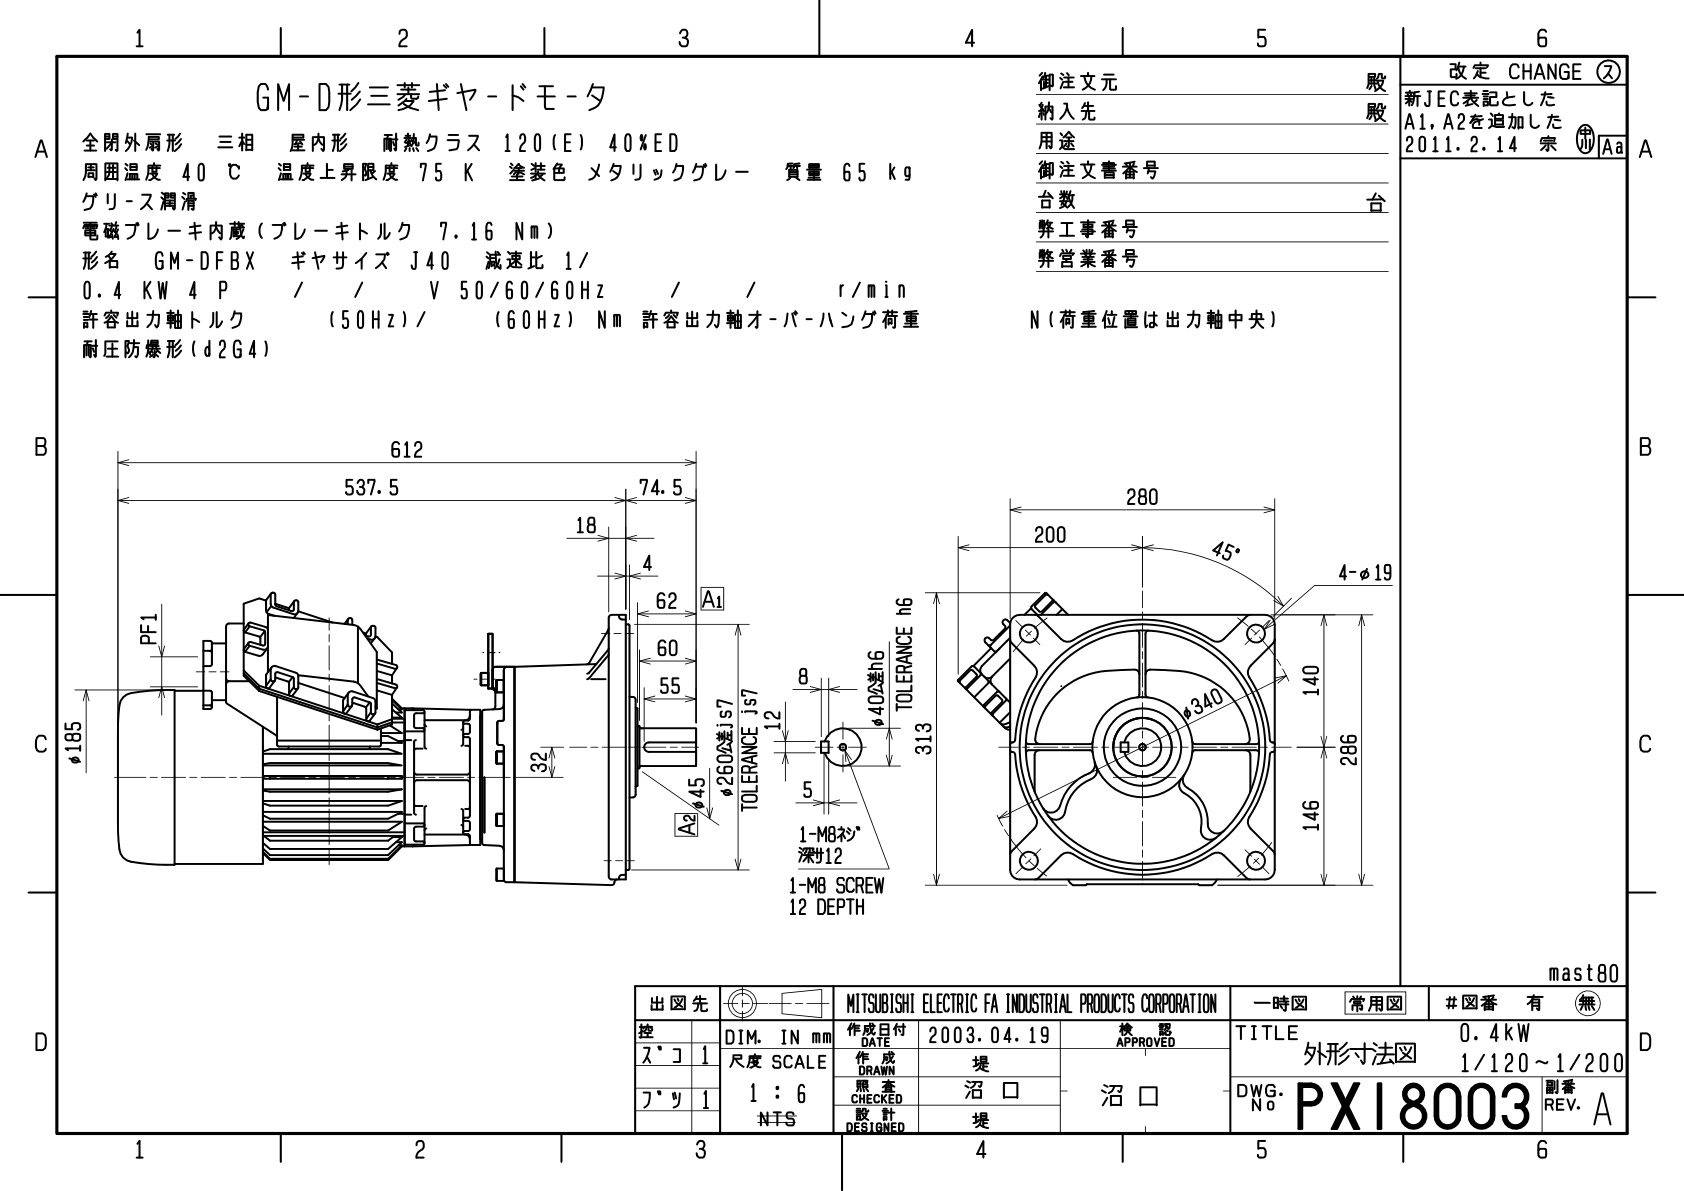 1 2 3 4 5 6
GM-D形三菱ギヤードモータ
全閉外扇形 三相 屋内形 耐熱クラス 120(E) 40%ED
周囲温度 40 ℃ 温度上昇限度 75 K 塗装色 メタリックグレー 質量 65 kg
グリース潤滑
電磁ブレーキ内蔵(ブレーキトルク 7.16 Nm)
形名 GM-DFBX ギヤサイズ J40 減速比 1/
0.4 KW 4 P / / V 50/60/60Hz / / r/min
許容出力軸トルク (50Hz)/ (60Hz) Nm 許容出力軸オーバーハング荷重 N(荷重位置は出力軸中央)
耐圧防爆形(d2G4)
御注文元 殿
納入先 殿
用途
御注文書番号
台数 台
弊工事番号
弊営業番号
改定 CHANGE ス
新JEC表記とした
A1,A2を追加した
2011.2.14 宗 Aa
A A
B B
C C
D D
612
537.5 74.5
18
4
62 A1
60
55
PF1
φ185
32
φ45
A2
φ260公差js7
TOLERANCE js7
8
12
5
φ40公差h6
TOLERANCE h6
1-M8ネジ
深サ12
1-M8 SCREW
12 DEPTH
280
200
45°
4-φ19
φ340
313
140
146
286
mast80
出図先
控
ズコ 1
ブツ 1
DIM. IN mm
尺度 SCALE
1 : 6
NTS
MITSUBISHI ELECTRIC FA INDUSTRIAL PRODUCTS CORPORATION
作成日付
DATE
2003.04.19
検 認
APPROVED
作 成
DRAWN
堤
照 査
CHECKED
沼 口
沼 口
設 計
DESIGNED
堤
一時図 常用図 #図番 有 無
TITLE 0.4kW
外形寸法図
1/120~1/200
DWG.
No
PX18003
副番
REV.
A
1 2 3 4 5 6